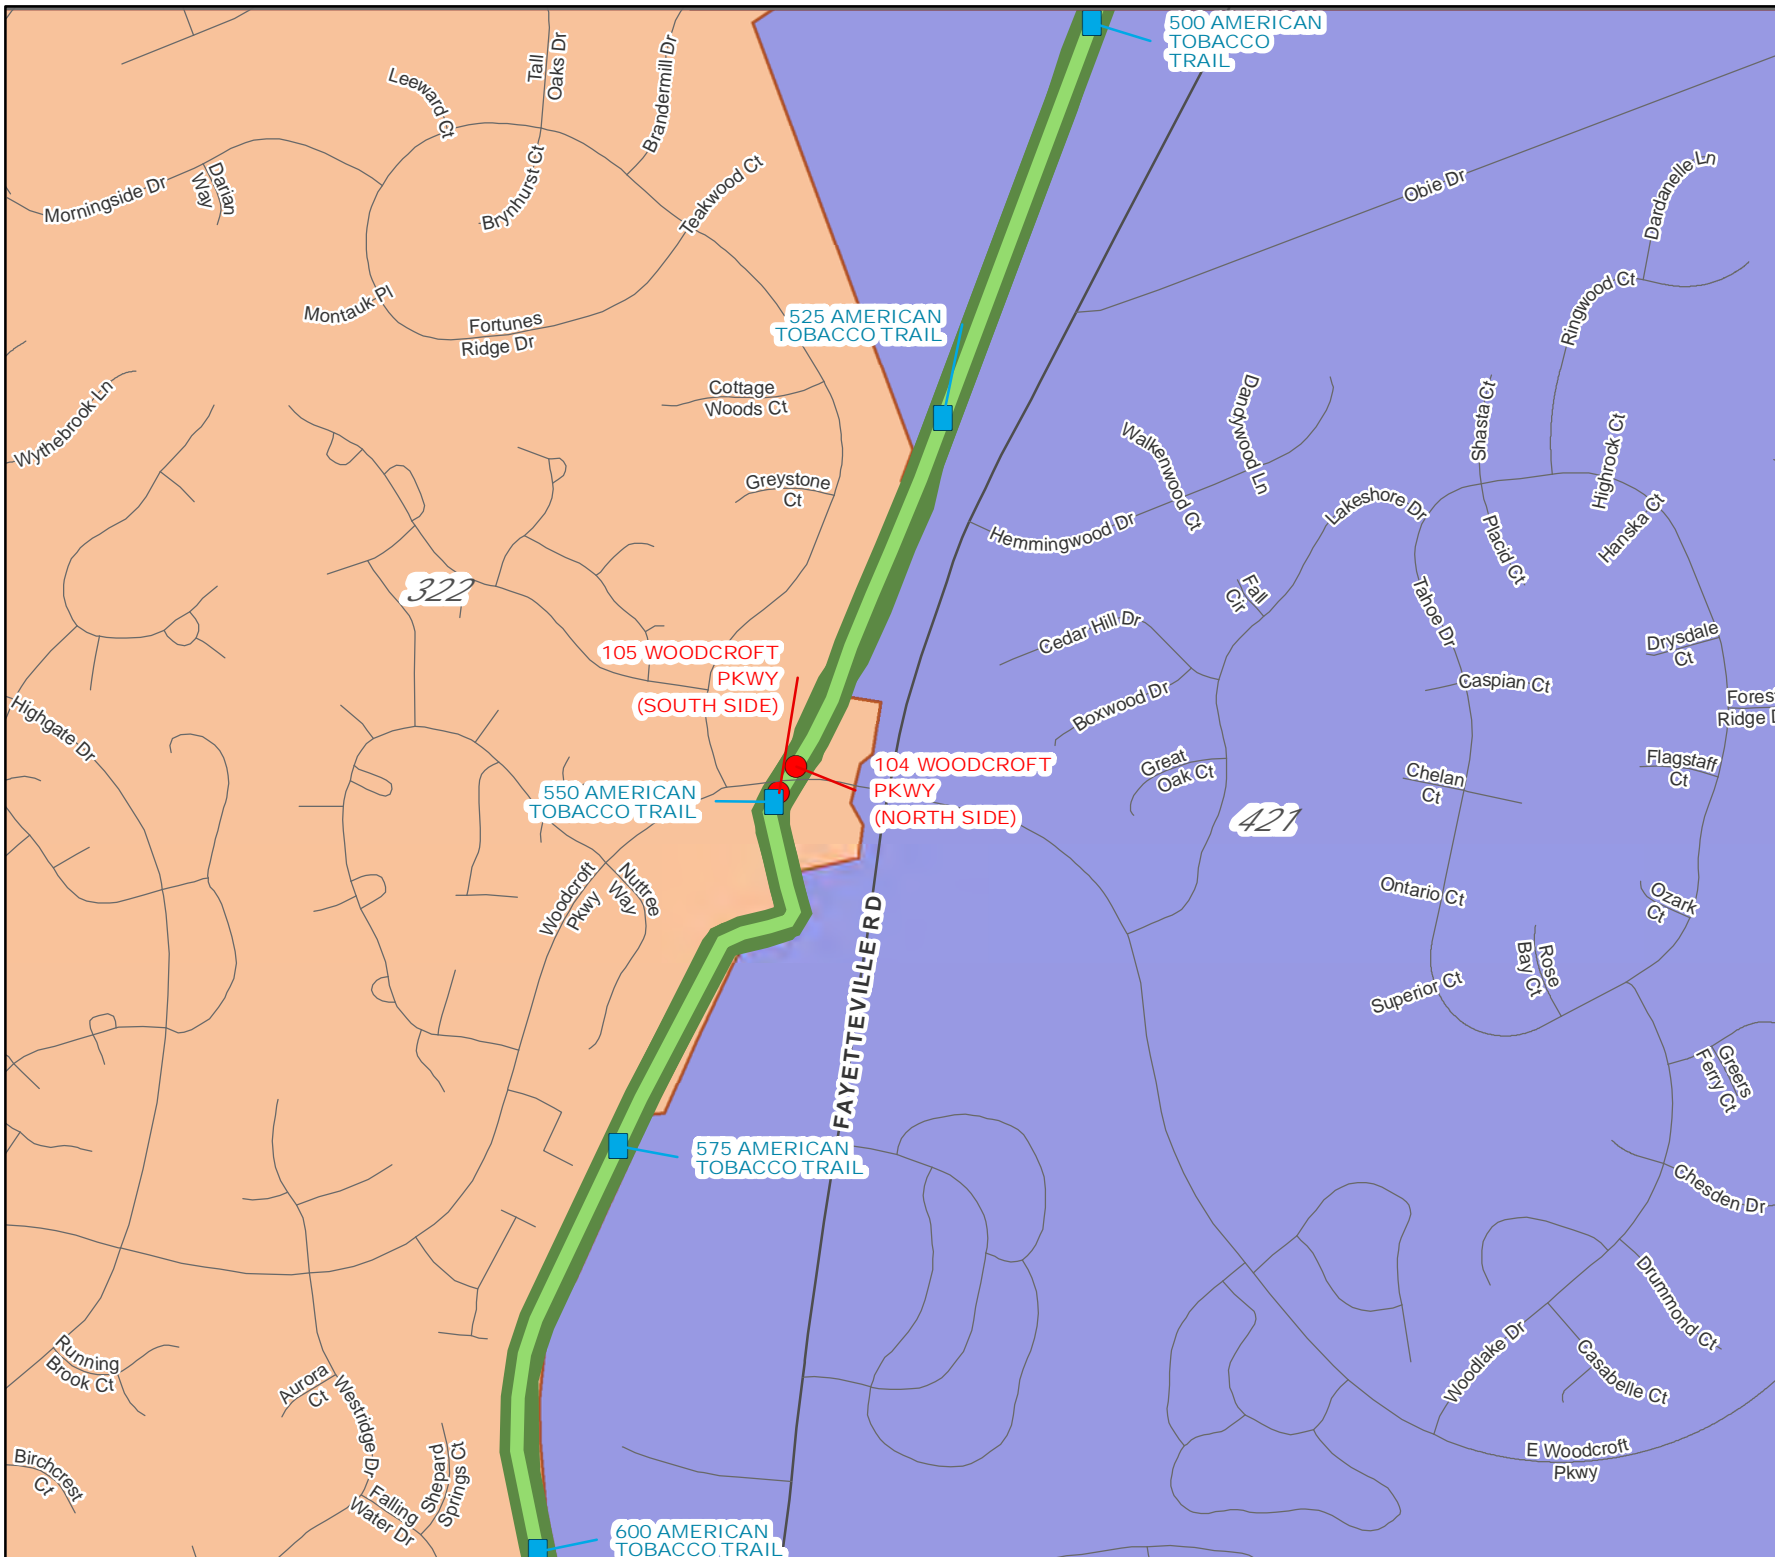 500 AMERICAN
TOBACCO
TRAIL
Tall
Oaks Dr
Brandermill Dr
Leeward Ct
Brynhurst Ct
Teakwood Ct
Morningside Dr
Darian
Way
Obie Dr
Dardanelle Ln
Ringwood Ct
Montauk Pl
Fortunes
Ridge Dr
525 AMERICAN
TOBACCO TRAIL
Cottage
Woods Ct
Wythebrook Ln
Greystone
Ct
Dandywood Ln
Walkenwood Ct
Hemmingwood Dr
Lakeshore Dr
Shasta Ct
Highrock Ct
Hanska Ct
Placid Ct
322
Fall
Cir
Tahoe Dr
Cedar Hill Dr
Drysdale
Ct
105 WOODCROFT
PKWY
(SOUTH SIDE)
Caspian Ct
Boxwood Dr
Forest
Ridge D
Highgate Dr
104 WOODCROFT
PKWY
(NORTH SIDE)
Great
Oak Ct
Chelan
Ct
Flagstaff
Ct
550 AMERICAN
TOBACCO TRAIL
421
Woodcroft
Pkwy
Nuttree
Way
Ontario Ct
Ozark
Ct
FAYETTEVILLE RD
Rose
Bay Ct
Superior Ct
Greers
Ferry Ct
575 AMERICAN
TOBACCO TRAIL
Chesden Dr
Drummond Ct
Woodlake Dr
Casabelle Ct
Running
Brook Ct
Aurora
Ct
Westridge Dr
E Woodcroft
Pkwy
Birchcrest
Ct
Shepard
Springs Ct
Falling
Water Dr
600 AMERICAN
TOBACCO TRAIL